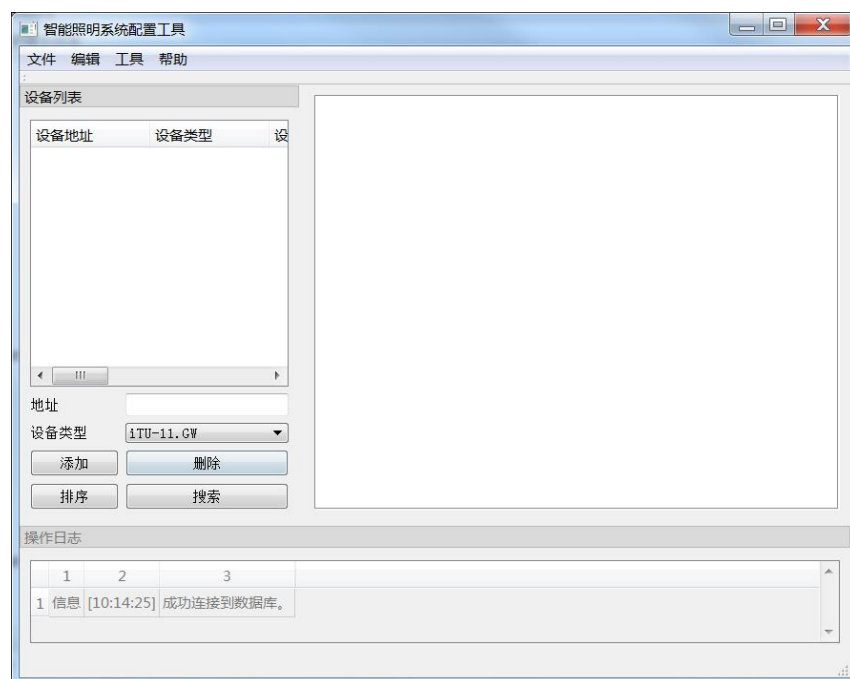 智能照明系统配置工具
文件 编辑 工具 帮助
设备列表
设备地址 设备类型 设
地址
设备类型 iTU-11.GW
添加 删除
排序 搜索
操作日志
1 2 3
1 信息 [10:14:25] 成功连接到数据库。